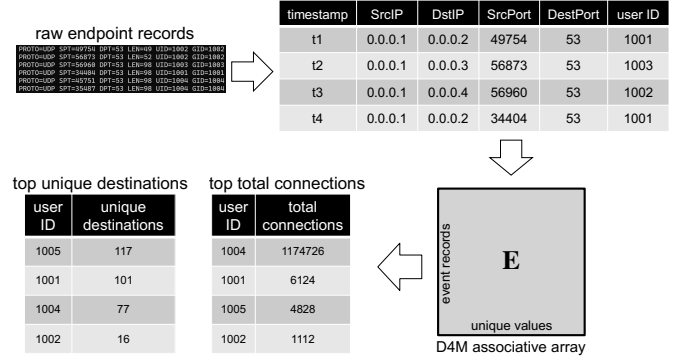 raw endpoint records
PROTO=UDP SPT=49754 DPT=53 LEN=49 UID=1002 GID=1002
PROTO=UDP SPT=56873 DPT=53 LEN=52 UID=1002 GID=1002
PROTO=UDP SPT=56960 DPT=53 LEN=98 UID=1003 GID=1003
PROTO=UDP SPT=34404 DPT=53 LEN=98 UID=1001 GID=1001
PROTO=UDP SPT=45751 DPT=53 LEN=98 UID=1004 GID=1004
PROTO=UDP SPT=35487 DPT=53 LEN=98 UID=1004 GID=1004
timestamp SrcIP DstIP SrcPort DestPort user ID
t1 0.0.0.1 0.0.0.2 49754 53 1001
t2 0.0.0.1 0.0.0.3 56873 53 1003
t3 0.0.0.1 0.0.0.4 56960 53 1002
t4 0.0.0.1 0.0.0.2 34404 53 1001
top unique destinations
user unique
ID destinations
1005 117
1001 101
1004 77
1002 16
top total connections
user total
ID connections
1004 1174726
1001 6124
1005 4828
1002 1112
event records
E
unique values
D4M associative array